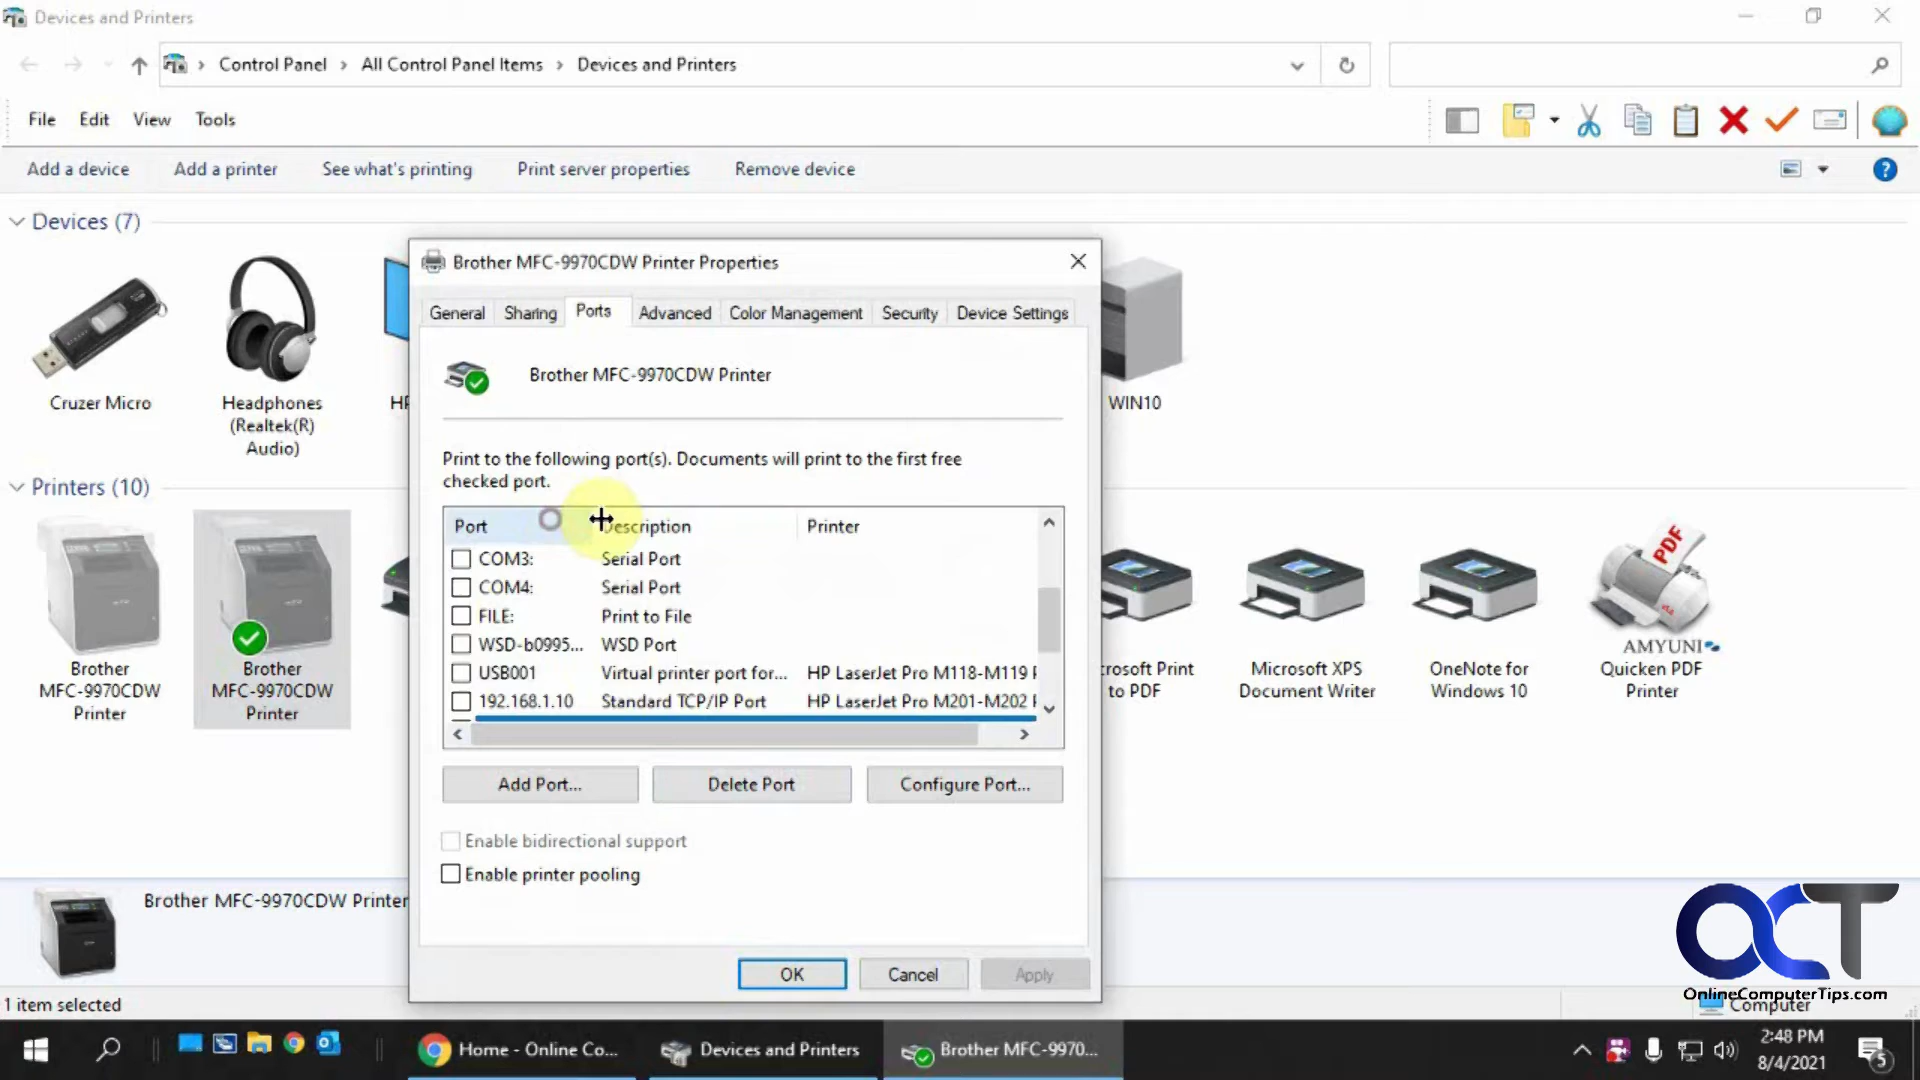 Devices and Printers
Control Panel > All Control Panel Items > Devices and Printers
File Edit View Tools
Add a device Add a printer See what's printing Print server properties Remove device
Devices (7)
Cruzer Micro
Headphones
(Realtek(R)
Audio)
WIN10
Printers (10)
Brother
MFC-9970CDW
Printer
Brother
MFC-9970CDW
Printer
to PDF
Microsoft XPS
Document Writer
OneNote for
Windows 10
PDF
AMYUNI
Quicken PDF
Printer
Brother MFC-9970CDW Printer Properties
General Sharing Ports Advanced Color Management Security Device Settings
Brother MFC-9970CDW Printer
Print to the following port(s). Documents will print to the first free
checked port.
Port Description Printer
COM3: Serial Port
COM4: Serial Port
FILE: Print to File
WSD-b0995... WSD Port
USB001 Virtual printer port for... HP LaserJet Pro M118-M119 P
192.168.1.10 Standard TCP/IP Port HP LaserJet Pro M201-M202 P
Add Port... Delete Port Configure Port...
Enable bidirectional support
Enable printer pooling
OK Cancel Apply
Brother MFC-9970CDW Printer
1 item selected
OCT
OnlineComputerTips.com
Computer
Home - Online Co...
Devices and Printers
Brother MFC-9970...
2:48 PM
8/4/2021
5